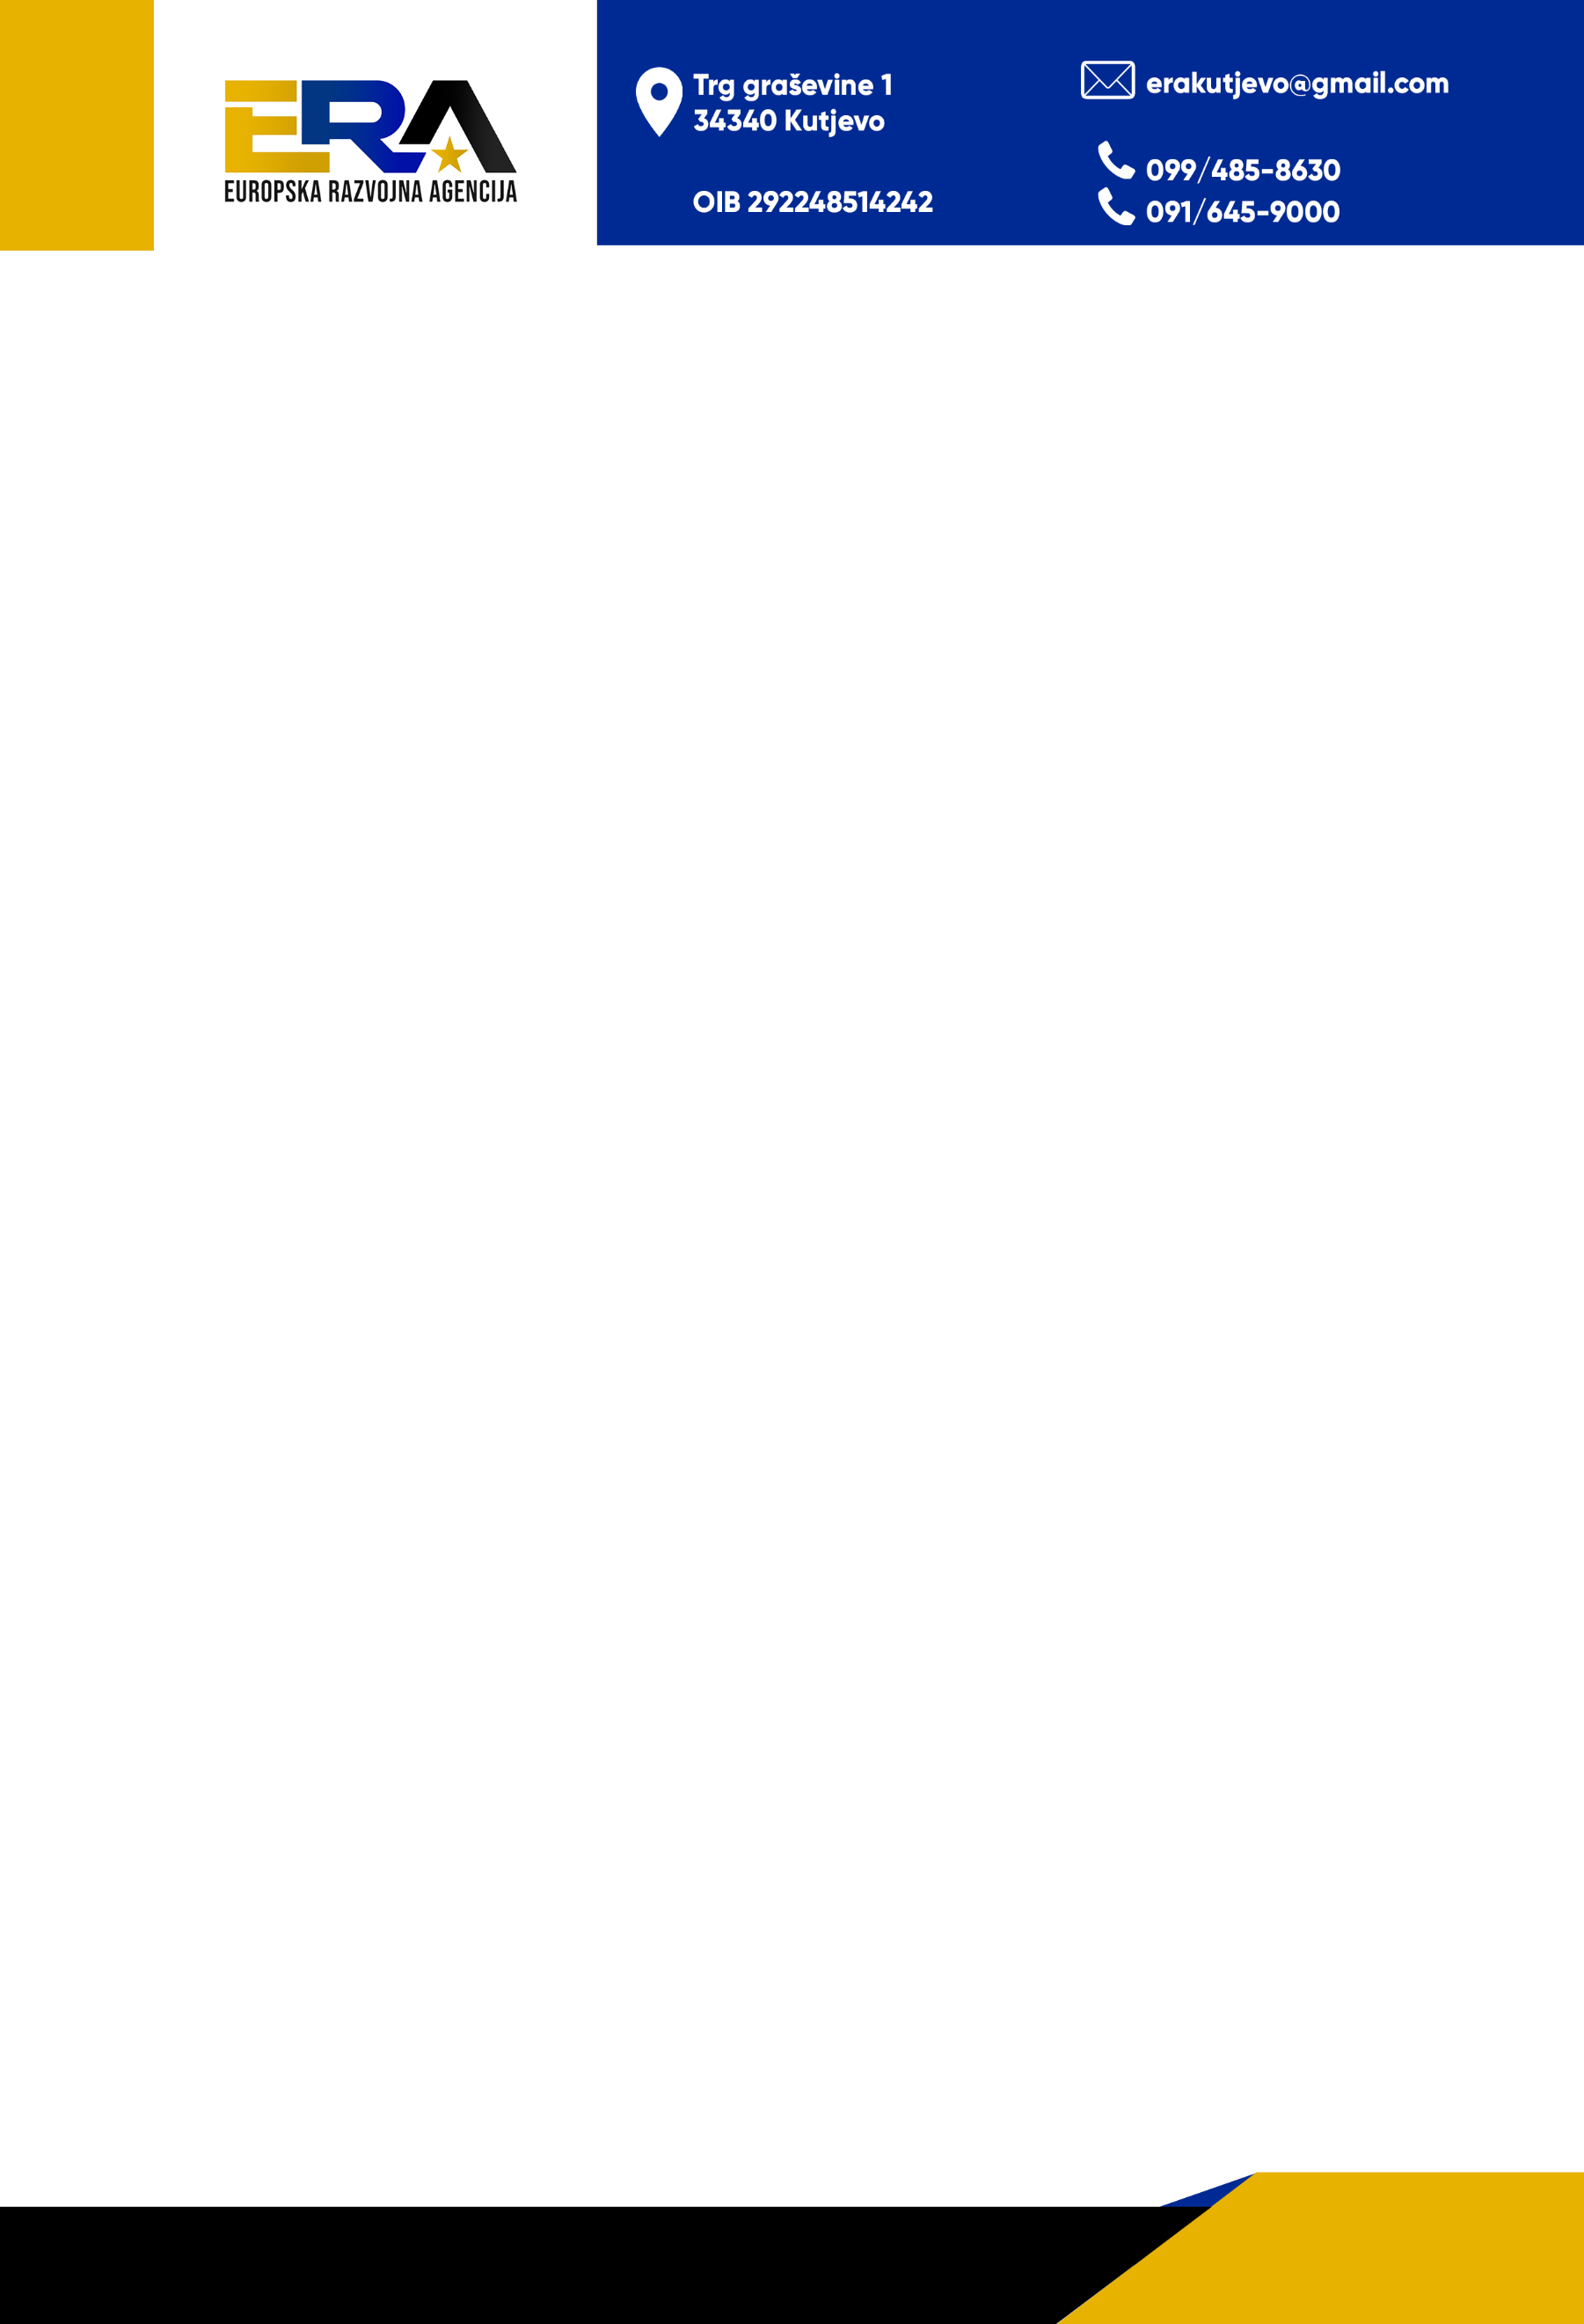 ERA
EUROPSKA RAZVOJNA AGENCIJA
Trg graševine 1
34340 Kutjevo
OIB 292248514242
erakutjevo@gmail.com
099/485-8630
091/645-9000